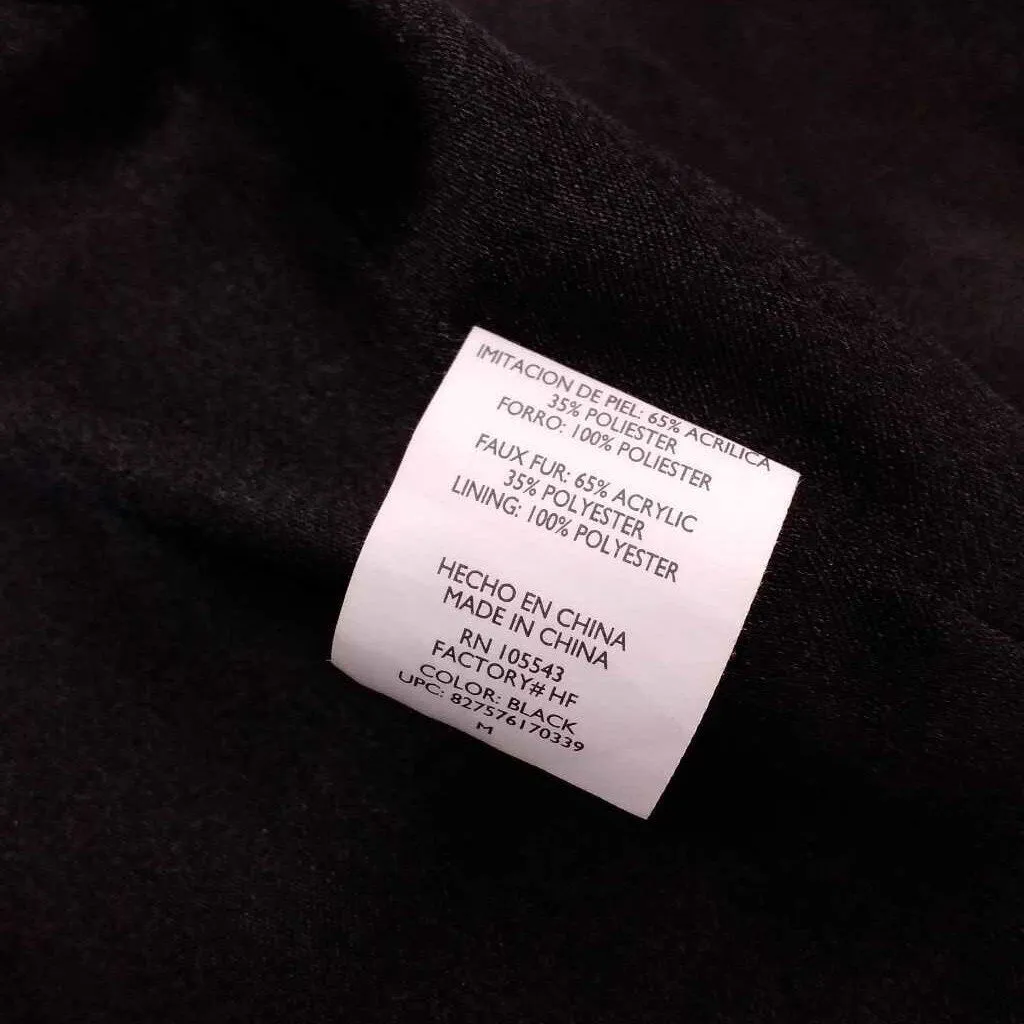 IMITACION DE PIEL: 65% ACRILICA
35% POLIESTER
FORRO: 100% POLIESTER
FAUX FUR: 65% ACRYLIC
35% POLYESTER
LINING: 100% POLYESTER
HECHO EN CHINA
MADE IN CHINA
RN 105543
FACTORY# HF
COLOR: BLACK
UPC: 827576170339
M